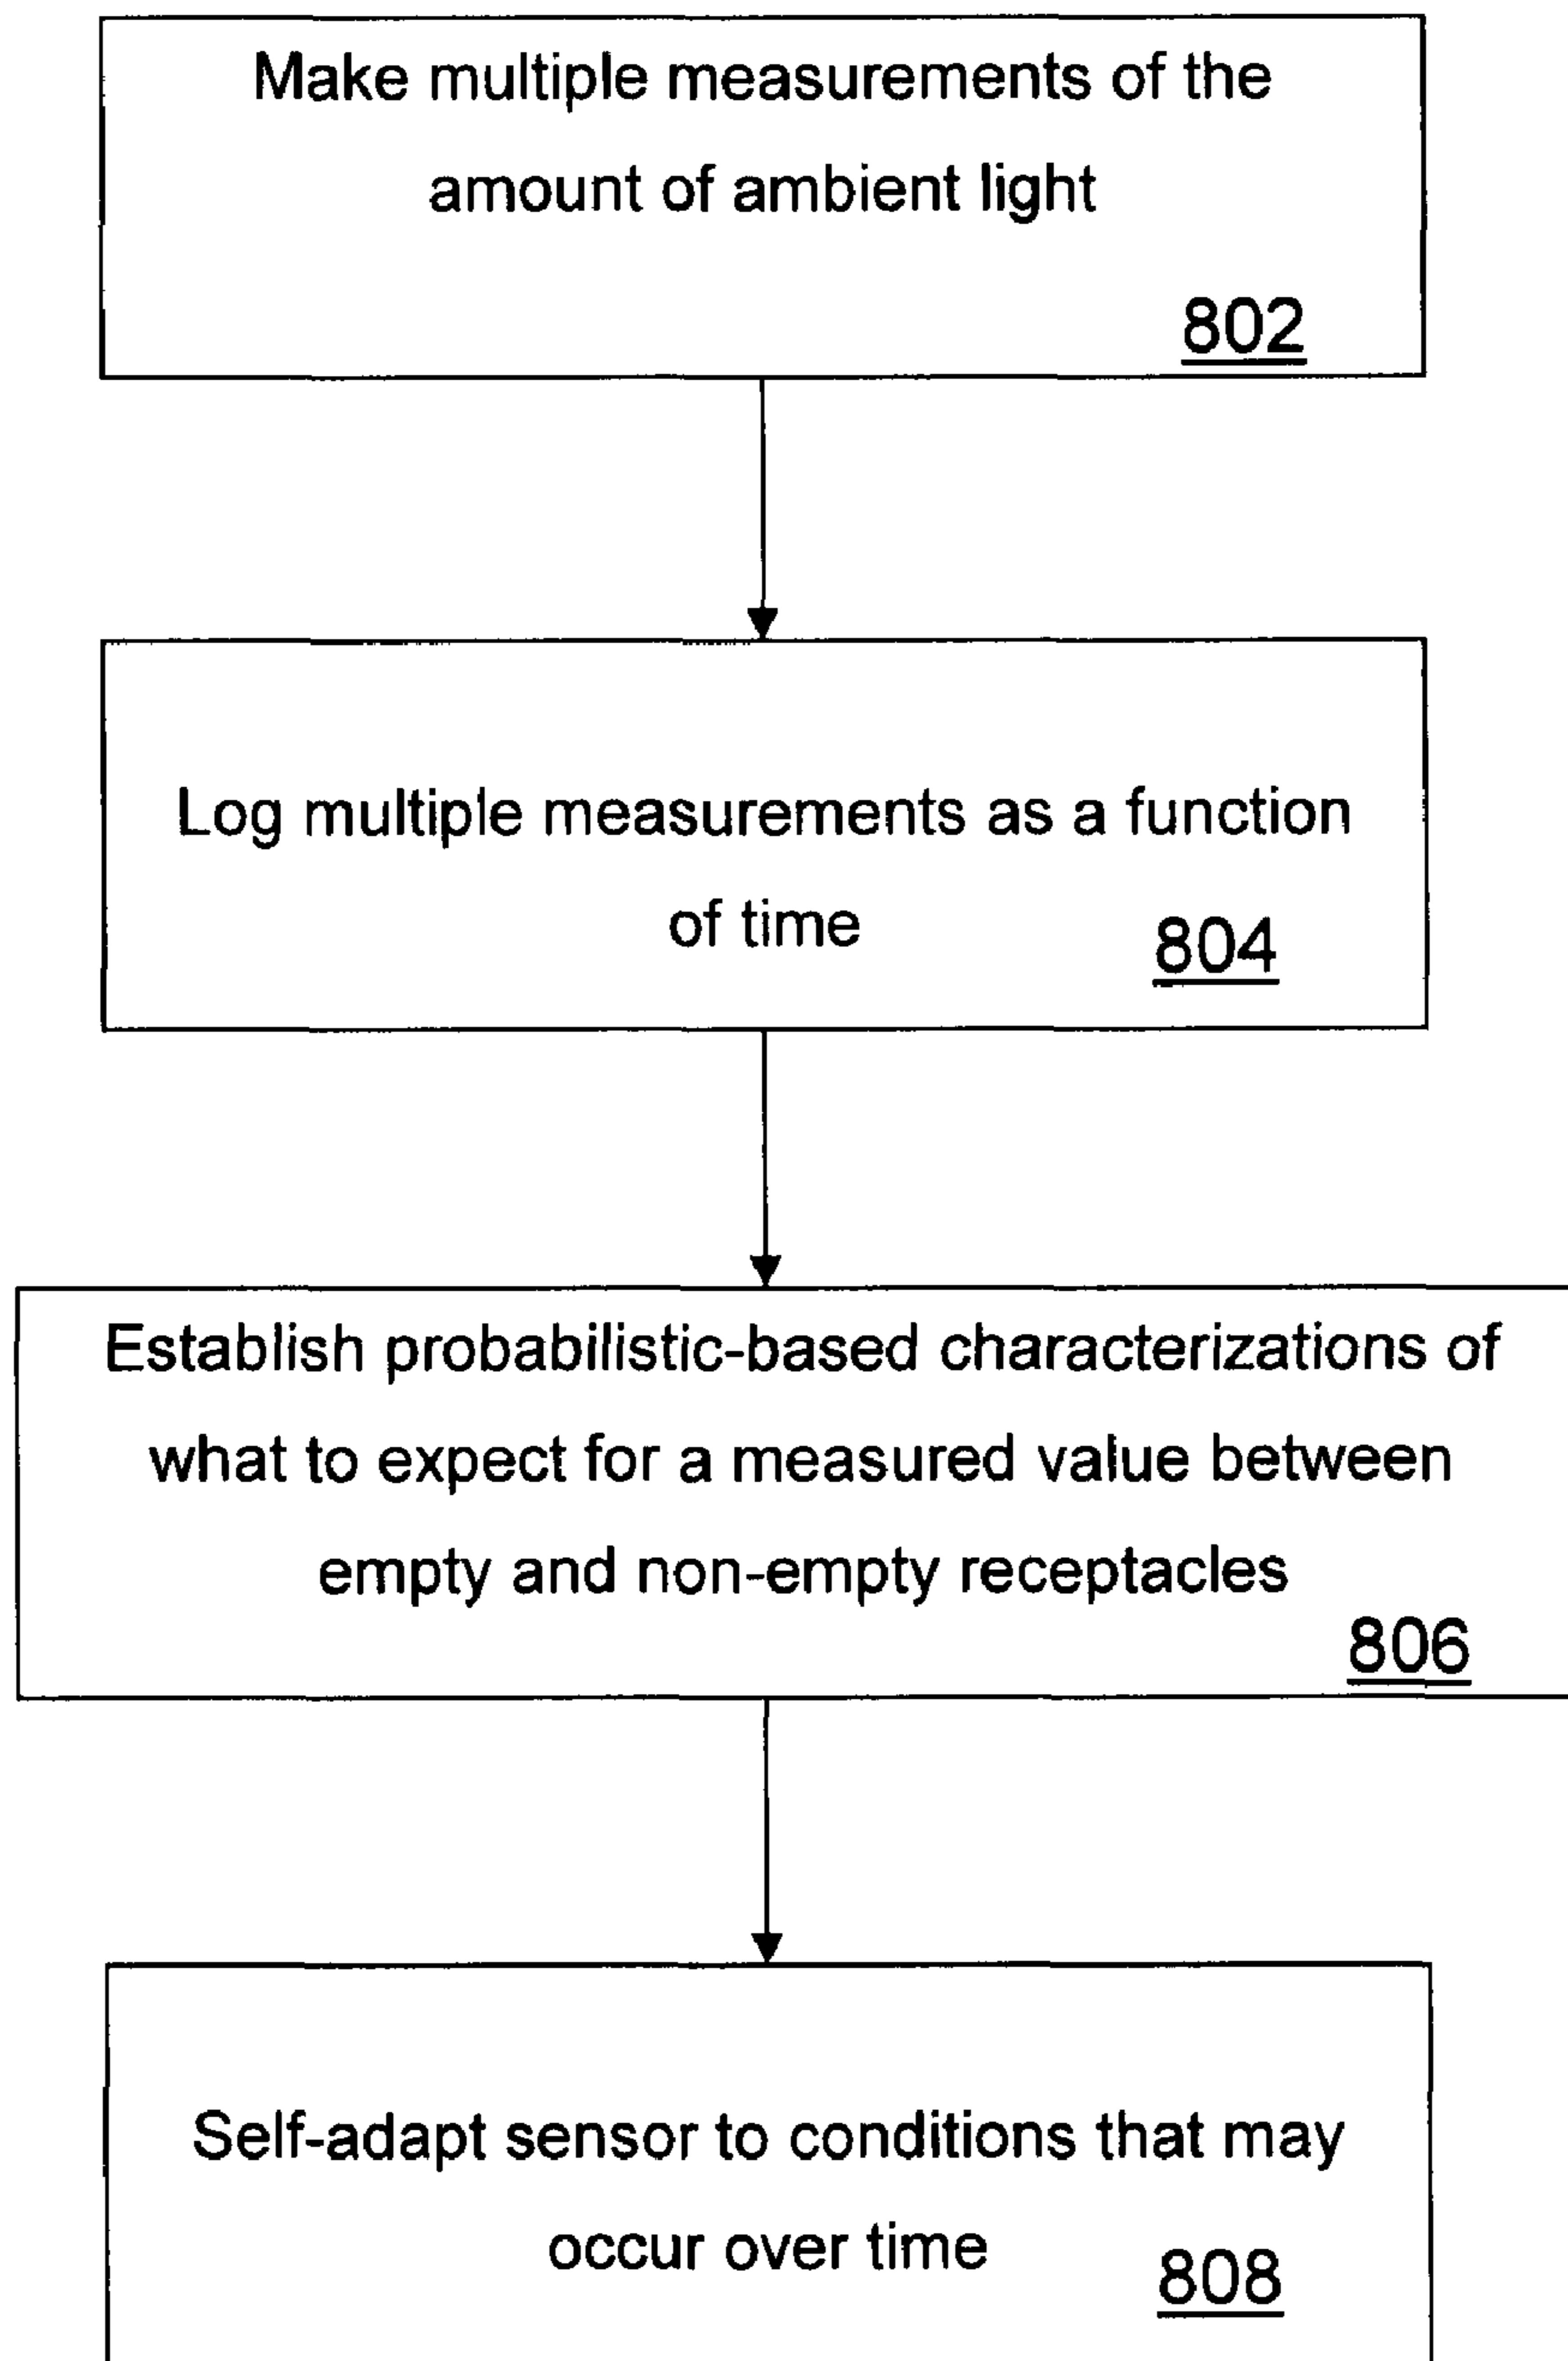 Make multiple measurements of the
amount of ambient light
802
Log multiple measurements as a function
of time
804
Establish probabilistic-based characterizations of
what to expect for a measured value between
empty and non-empty receptacles
806
Self-adapt sensor to conditions that may
occur over time
808